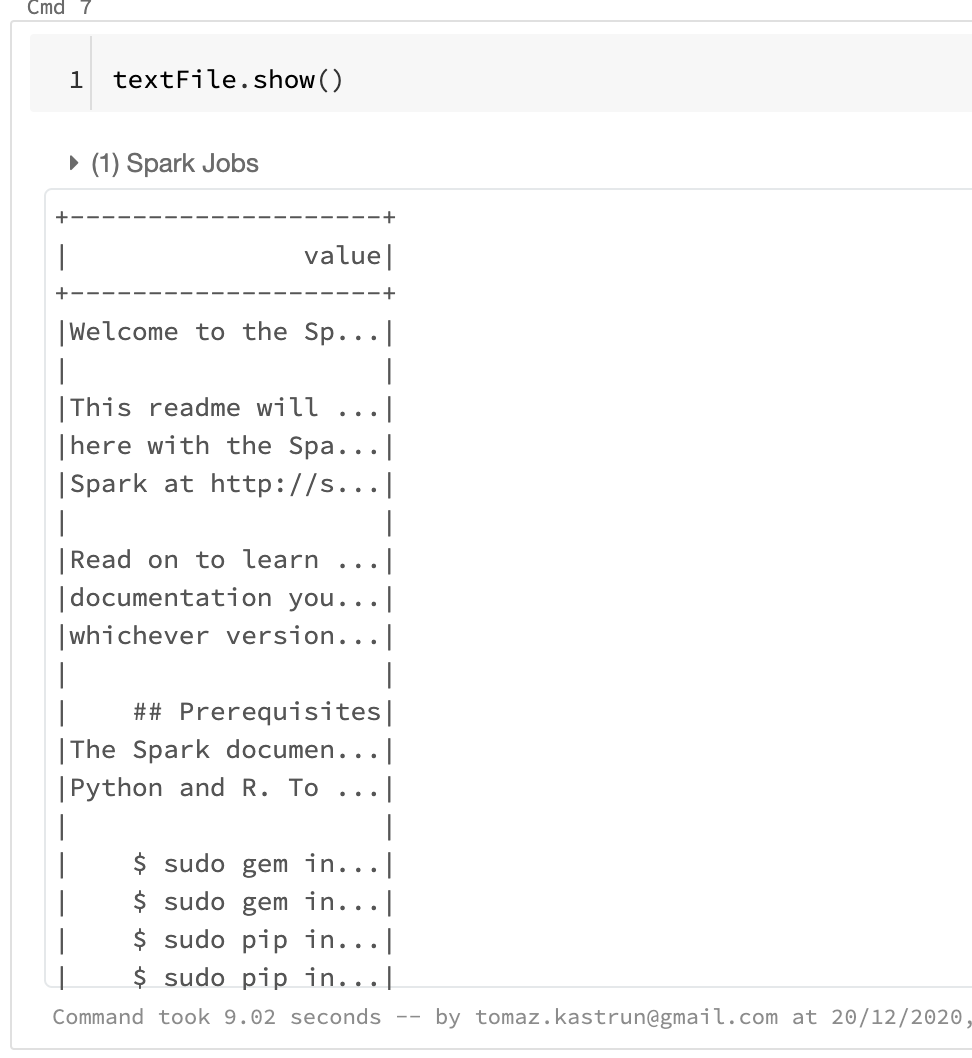 Cmd 7
1 textFile.show()
(1) Spark Jobs
+--------------------+
|               value|
+--------------------+
|Welcome to the Sp...|
|                    |
|This readme will ...|
|here with the Spa...|
|Spark at http://s...|
|                    |
|Read on to learn ...|
|documentation you...|
|whichever version...|
|                    |
|    ## Prerequisites|
|The Spark documen...|
|Python and R. To ...|
|                    |
|    $ sudo gem in...|
|    $ sudo gem in...|
|    $ sudo pip in...|
|    $ sudo pip in...|
Command took 9.02 seconds -- by tomaz.kastrun@gmail.com at 20/12/2020,